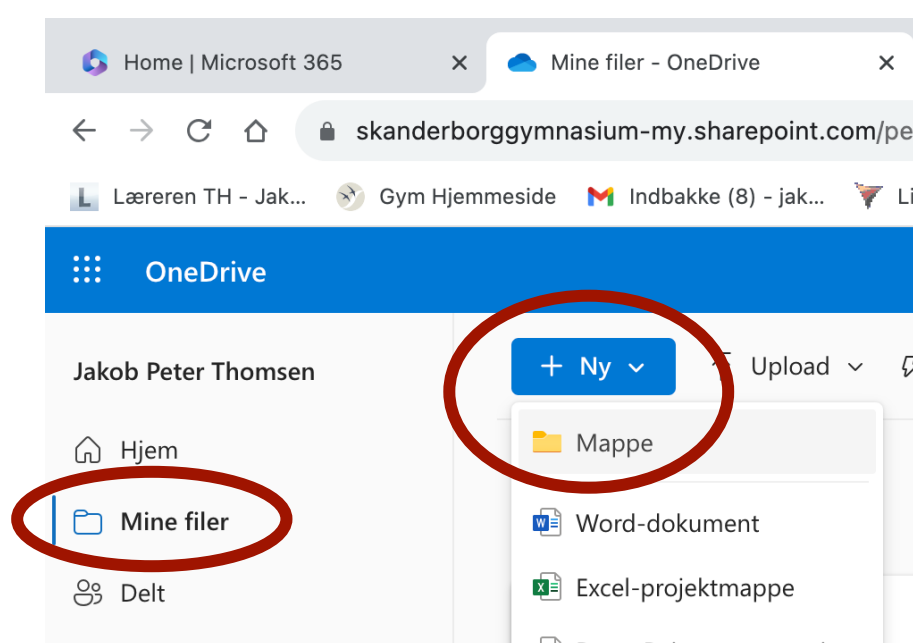 Home | Microsoft 365
Mine filer - OneDrive
skanderborggymnasium-my.sharepoint.com/pe
Læreren TH - Jak...
Gym Hjemmeside
Indbakke (8) - jak...
Li
OneDrive
Jakob Peter Thomsen
Ny
Upload
Hjem
Mappe
Mine filer
Word-dokument
Delt
Excel-projektmappe